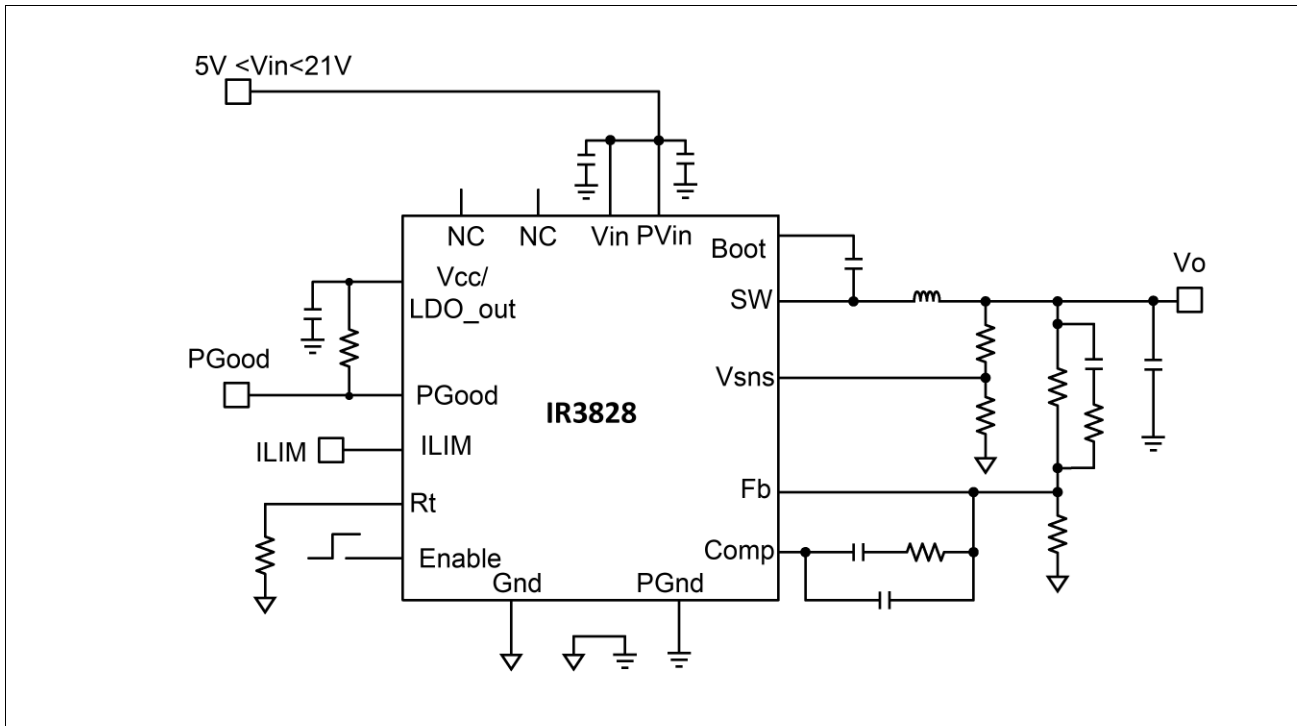 5V <Vin<21V
NC
NC
Vin
PVin
Boot
Vcc/
LDO_out
SW
Vo
PGood
PGood
Vsns
IR3828
ILIM
ILIM
Rt
Fb
Enable
Comp
Gnd
PGnd